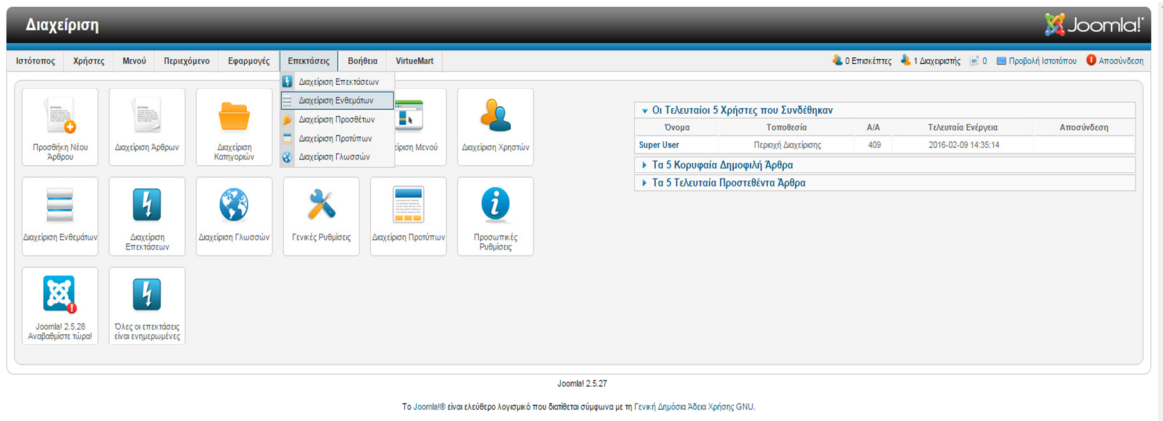 Διαχείριση
Joomla!
Ιστότοπος Χρήστες Μενού Περιεχόμενο Εφαρμογές Επεκτάσεις Βοήθεια VirtueMart
0 Επισκέπτες 1 Διαχειριστής 0 Προβολή Ιστοτόπου Αποσύνδεση
Διαχείριση Επεκτάσεων
Διαχείριση Ενθεμάτων
Διαχείριση Προσθέτων
Διαχείριση Προτύπων
Διαχείριση Γλωσσών
Προσθήκη Νέου
Άρθρου
Διαχείριση Άρθρων
Διαχείριση
Κατηγοριών
είριση Μενού
Διαχείριση Χρηστών
Διαχείριση Ενθεμάτων
Διαχείριση
Επεκτάσεων
Διαχείριση Γλωσσών
Γενικές Ρυθμίσεις
Διαχείριση Προτύπων
Προσωπικές
Ρυθμίσεις
Joomla! 2.5.28
Αναβαθμίστε τώρα!
Όλες οι επεκτάσεις
είναι ενημερωμένες
Οι Τελευταίοι 5 Χρήστες που Συνδέθηκαν
Όνομα Τοποθεσία Α/Α Τελευταία Ενέργεια Αποσύνδεση
Super User Περιοχή Διαχείρισης 409 2016-02-09 14:35:14
Τα 5 Κορυφαία Δημοφιλή Άρθρα
Τα 5 Τελευταία Προστεθέντα Άρθρα
Joomla! 2.5.27
Το Joomla!® είναι ελεύθερο λογισμικό που διατίθεται σύμφωνα με τη Γενική Δημόσια Άδεια Χρήσης GNU.